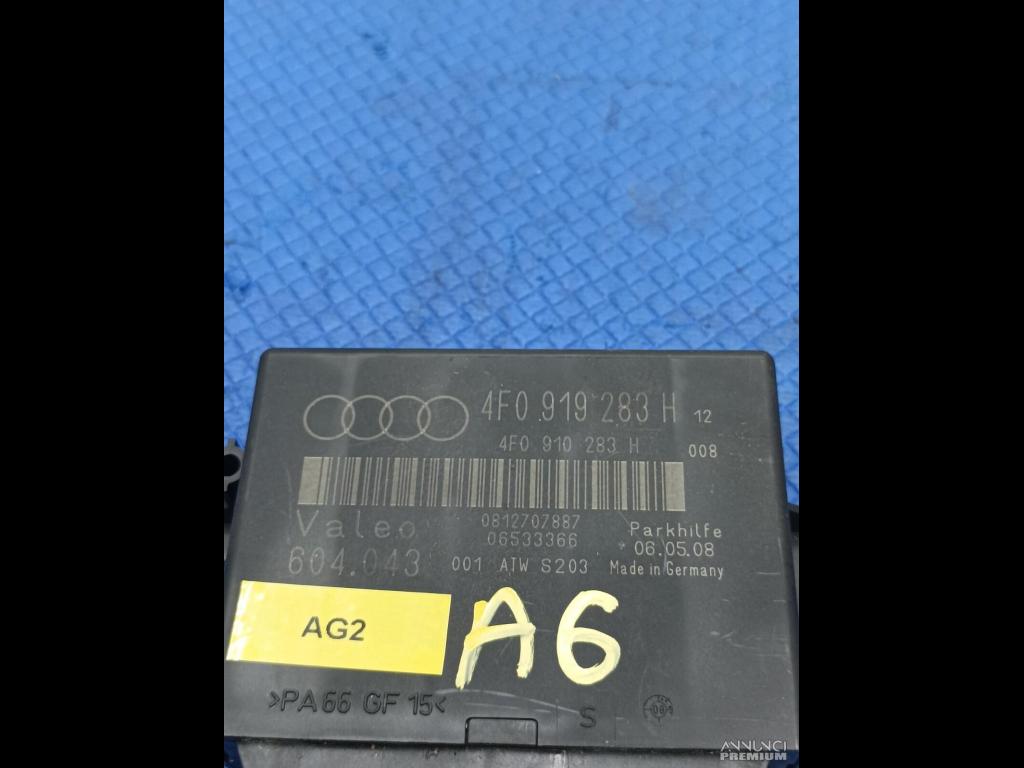 4F0 919 283 H 12
4F0 910 283 H 008
Valeo 0812707887 Parkhilfe
06533366 * 06.05.08
604.043 001 ATW S203 Made in Germany
AG2 A6
>PA66 GF 15< S
ANNUNCI
PREMIUM